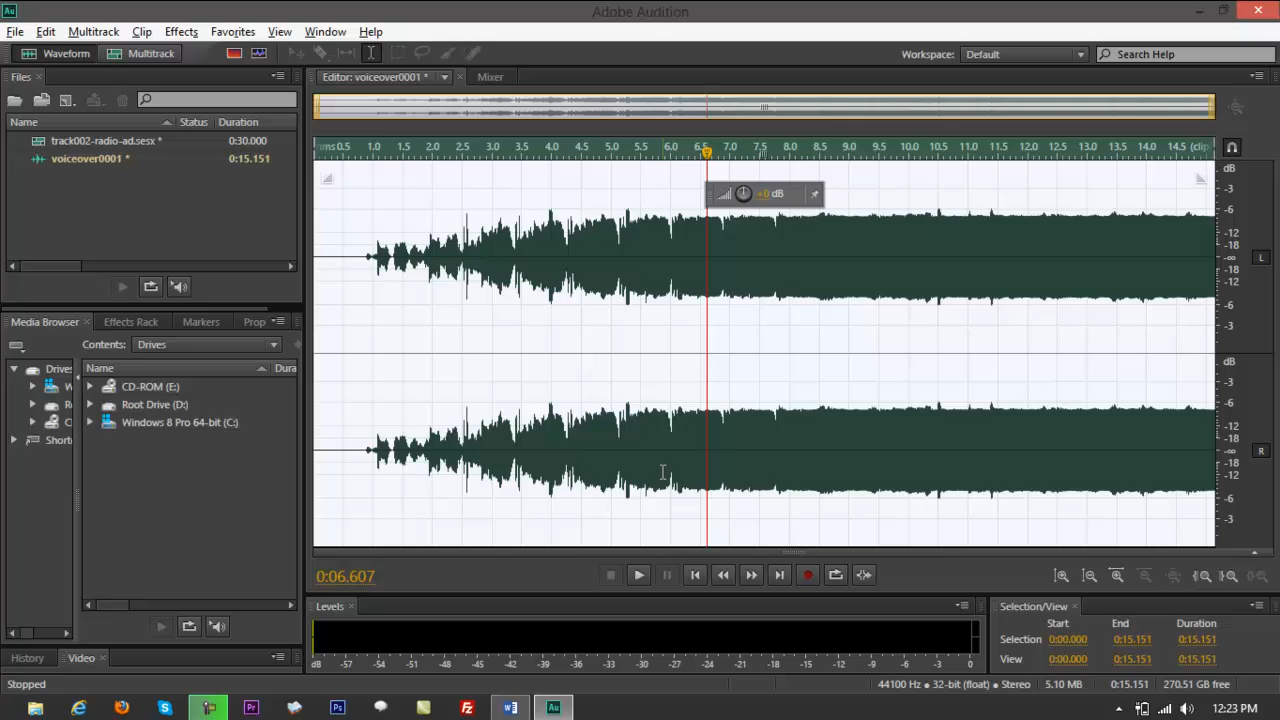 Au Adobe Audition
File Edit Multitrack Clip Effects Favorites Window Help
Waveform Multitrack Workspace: Default Search Help
Files Editor: voiceover0001 * Mixer
Name Status Duration
track002-radio-ad.sesx * 0:30.000
voiceover0001 * 0:15.151
hms 0.5 1.0 1.5 2.0 2.5 3.0 3.5 4.0 4.5 5.0 5.5 6.0 6.5 7.0 7.5 8.0 8.5 9.0 9.5 10.0 10.5 11.0 11.5 12.0 12.5 13.0 13.5 14.0 14.5 (clip)
dB
+0 dB
-3
-6
-12
-18
-∞ L
-18
-12
-6
-3
Media Browser Effects Rack Markers Prop
Contents: Drives
Drives Name Dura
W CD-ROM (E:)
Root Drive (D:)
C Windows 8 Pro 64-bit (C:)
Short
dB
-3
-6
-12
-18
-∞ R
-18
-12
-6
-3
0:06.607
Levels Selection/View
Start End Duration
Selection 0:00.000 0:15.151 0:15.151
View 0:00.000 0:15.151 0:15.151
dB -57 -54 -51 -48 -45 -42 -39 -36 -33 -30 -27 -24 -21 -18 -15 -12 -9 -6 -3 0
History Video
Stopped 44100 Hz ● 32-bit (float) ● Stereo 5.10 MB 0:15.151 270.51 GB free
Pr Ps Fz W Au 12:23 PM